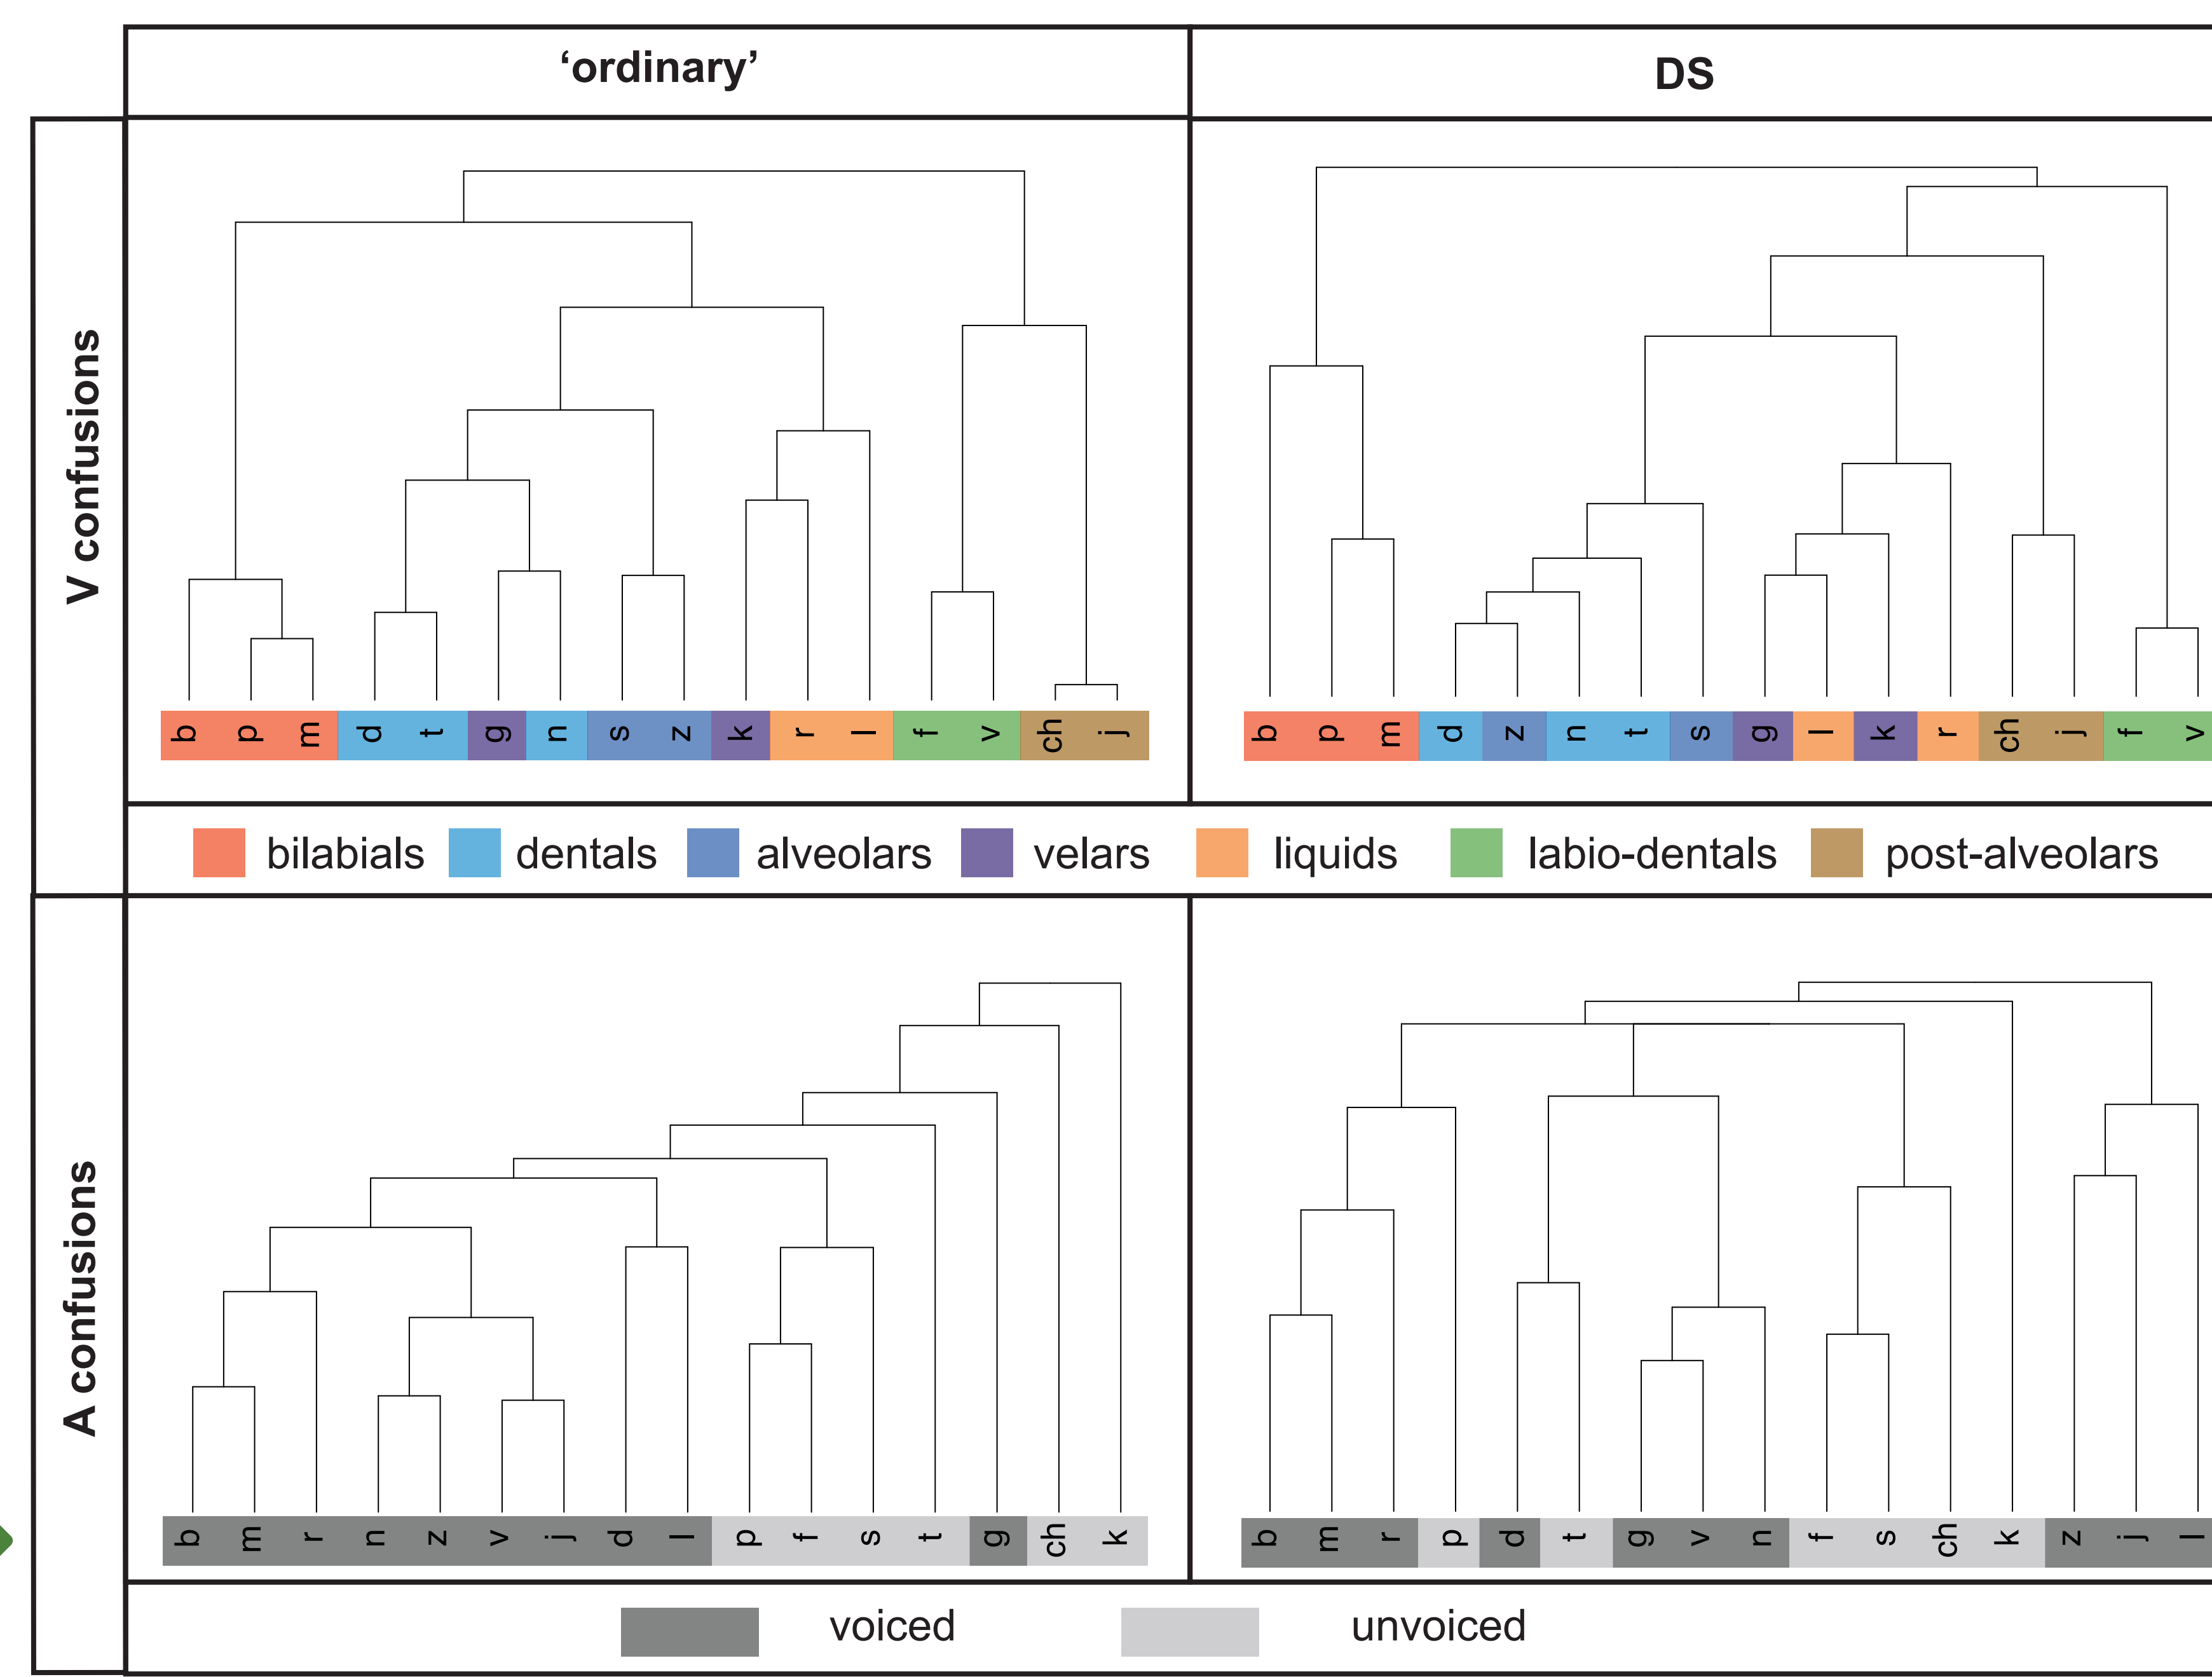 ‘ordinary’ DS
V confusions
b p m d t g n s z k r l f v ch j
b p m d z n t s g l k r ch j f v
bilabials dentals alveolars velars liquids labio-dentals post-alveolars
A confusions
b m r n z v j d l p f s t g ch k
b m r p d t g v n f s ch k z j l
voiced unvoiced